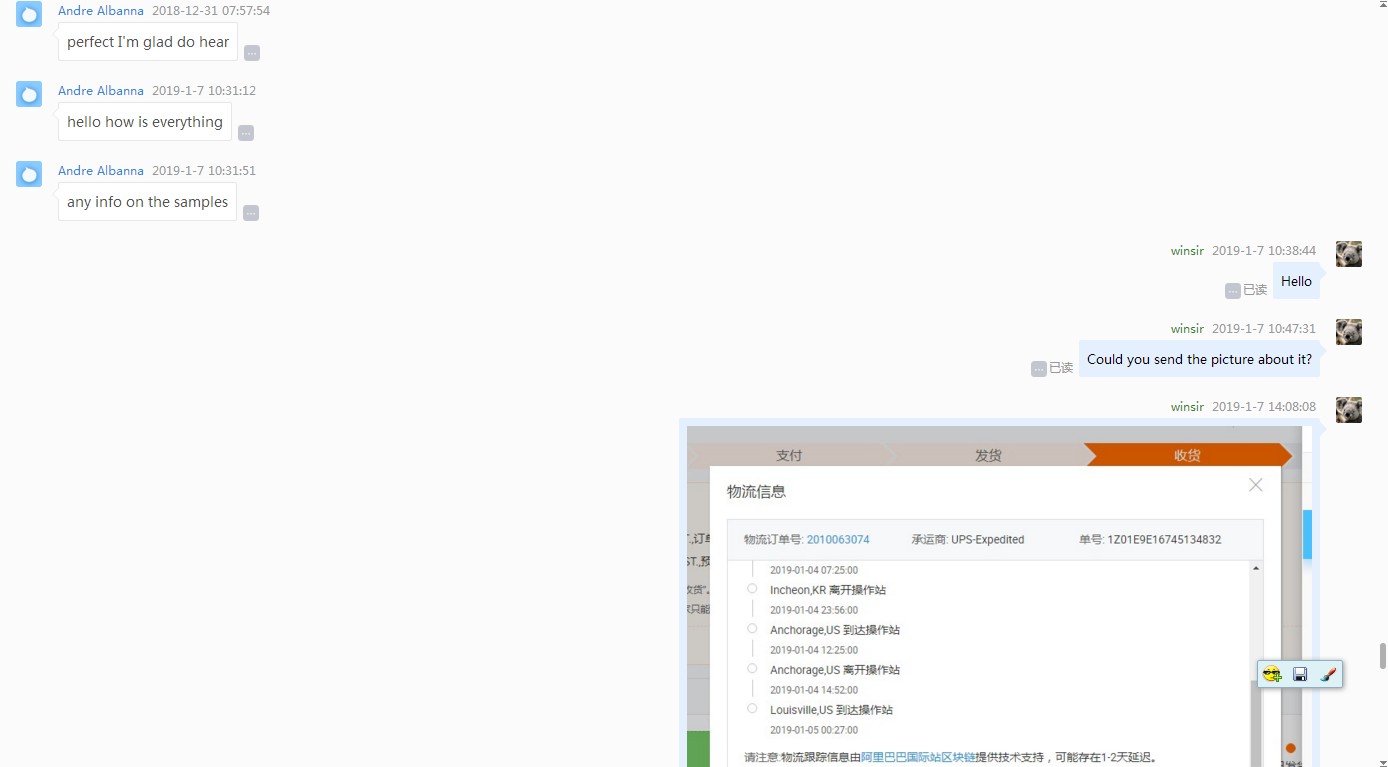 Andre Albanna 2018-12-31 07:57:54
perfect I'm glad do hear
Andre Albanna 2019-1-7 10:31:12
hello how is everything
Andre Albanna 2019-1-7 10:31:51
any info on the samples
winsir 2019-1-7 10:38:44
已读 Hello
winsir 2019-1-7 10:47:31
已读 Could you send the picture about it?
winsir 2019-1-7 14:08:08
支付 发货 收货
物流信息
物流订单号: 2010063074 承运商: UPS-Expedited 单号: 1Z01E9E16745134832
2019-01-04 07:25:00
Incheon,KR 离开操作站
2019-01-04 23:56:00
Anchorage,US 到达操作站
2019-01-04 12:25:00
Anchorage,US 离开操作站
2019-01-04 14:52:00
Louisville,US 到达操作站
2019-01-05 00:27:00
请注意:物流跟踪信息由阿里巴巴国际站区块链提供技术支持，可能存在1-2天延迟。